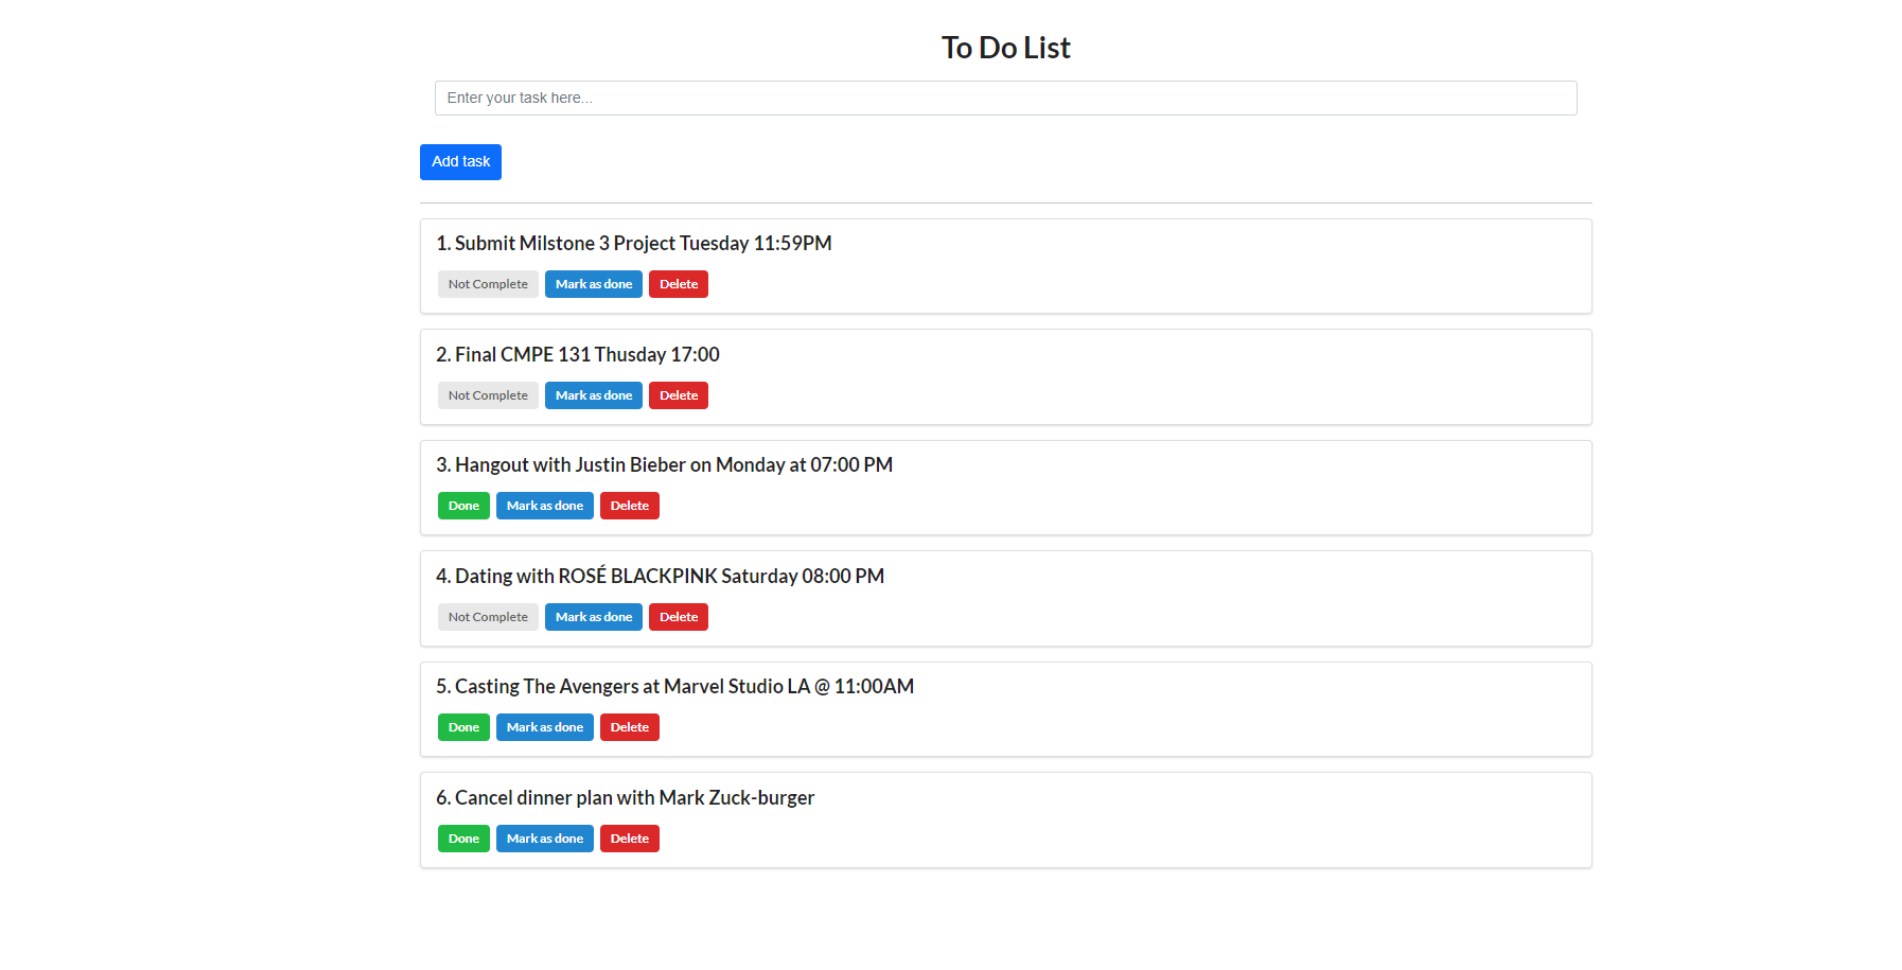 To Do List
Enter your task here...
Add task
1. Submit Milstone 3 Project Tuesday 11:59PM
Not Complete Mark as done Delete
2. Final CMPE 131 Thusday 17:00
Not Complete Mark as done Delete
3. Hangout with Justin Bieber on Monday at 07:00 PM
Done Mark as done Delete
4. Dating with ROSÉ BLACKPINK Saturday 08:00 PM
Not Complete Mark as done Delete
5. Casting The Avengers at Marvel Studio LA @ 11:00AM
Done Mark as done Delete
6. Cancel dinner plan with Mark Zuck-burger
Done Mark as done Delete